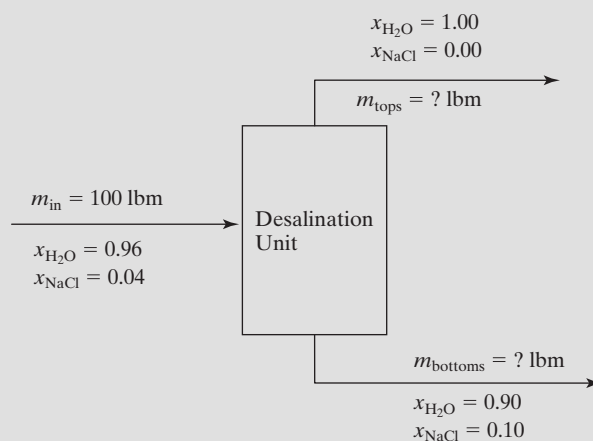 x_H₂O = 1.00
x_NaCl = 0.00
m_tops = ? lbm
m_in = 100 lbm
x_H₂O = 0.96
x_NaCl = 0.04
Desalination
Unit
m_bottoms = ? lbm
x_H₂O = 0.90
x_NaCl = 0.10